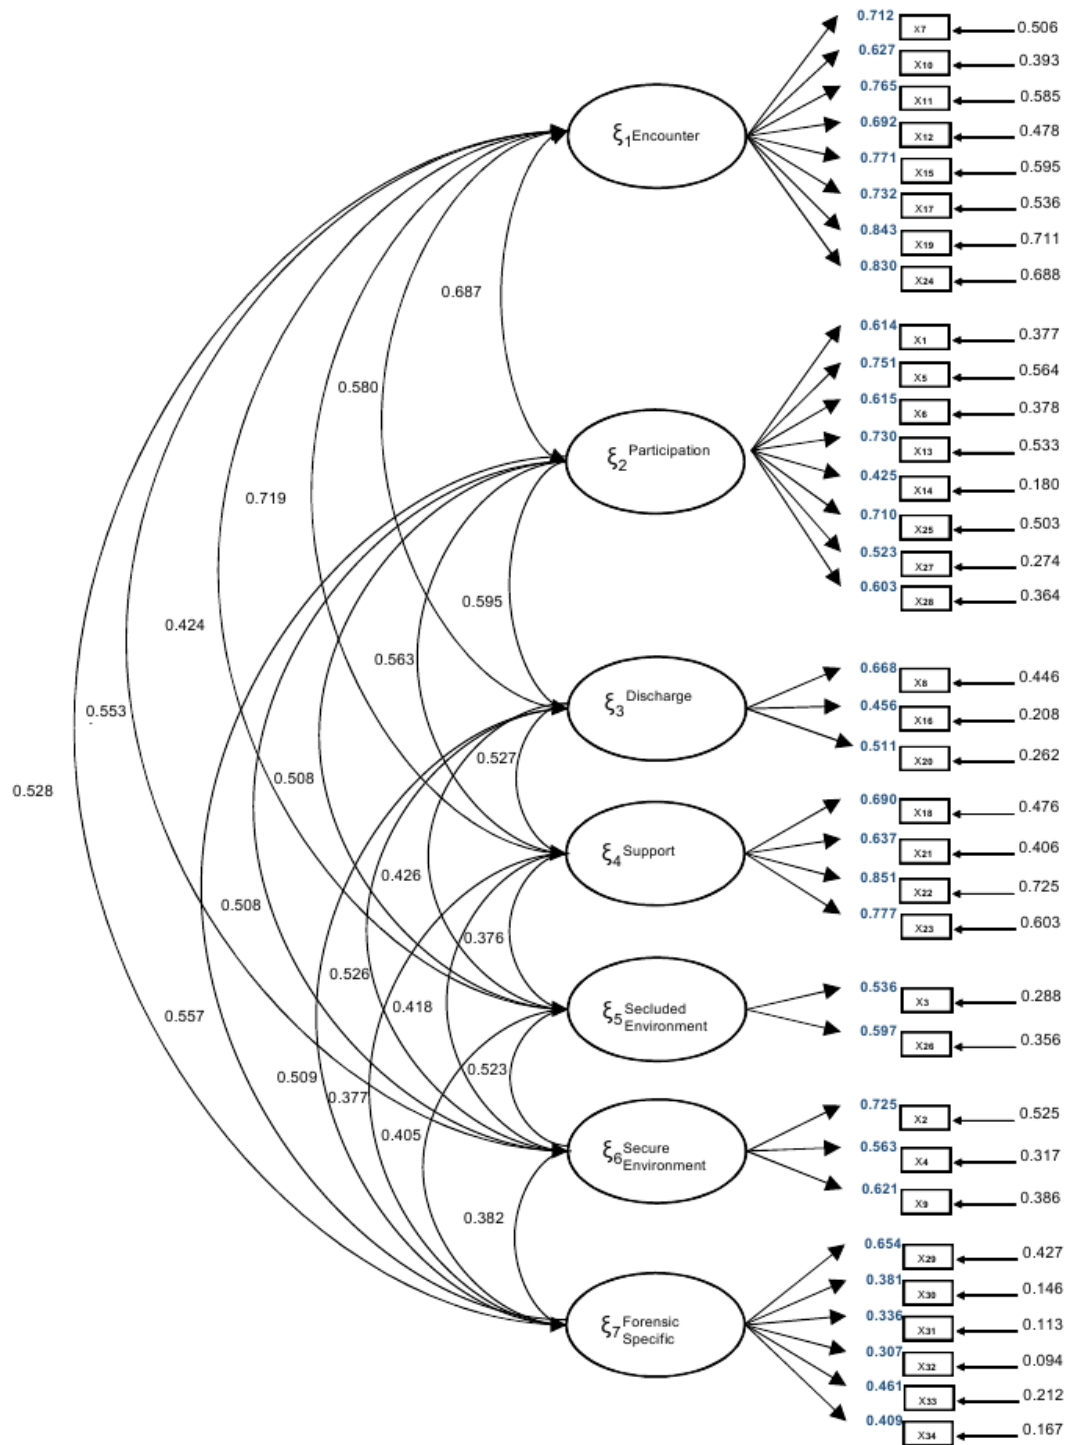 0.712 X7 0.506
0.627 X10 0.393
0.765 X11 0.585
ξ1 Encounter
0.692 X12 0.478
0.771 X15 0.595
0.732 X17 0.536
0.843 X19 0.711
0.830 X24 0.688
0.687
0.614 X1 0.377
0.751 X5 0.564
0.580
0.615 X6 0.378
ξ2 Participation
0.730 X13 0.533
0.425 X14 0.180
0.719
0.710 X25 0.503
0.523 X27 0.274
0.603 X28 0.364
0.595
0.424
0.563
0.668 X8 0.446
ξ3 Discharge
0.456 X16 0.208
0.553
0.511 X20 0.262
0.527
0.508
0.528
0.690 X18 0.476
0.637 X21 0.406
ξ4 Support
0.426
0.851 X22 0.725
0.508
0.777 X23 0.603
0.376
0.526
0.536 X3 0.288
0.418
ξ5 Secluded
Environment
0.557
0.597 X26 0.356
0.523
0.509
0.377
0.725 X2 0.525
0.405
ξ6 Secure
Environment
0.563 X4 0.317
0.621 X9 0.386
0.382
0.654 X29 0.427
0.381 X30 0.146
ξ7 Forensic
Specific
0.336 X31 0.113
0.307 X32 0.094
0.461 X33 0.212
0.409 X34 0.167